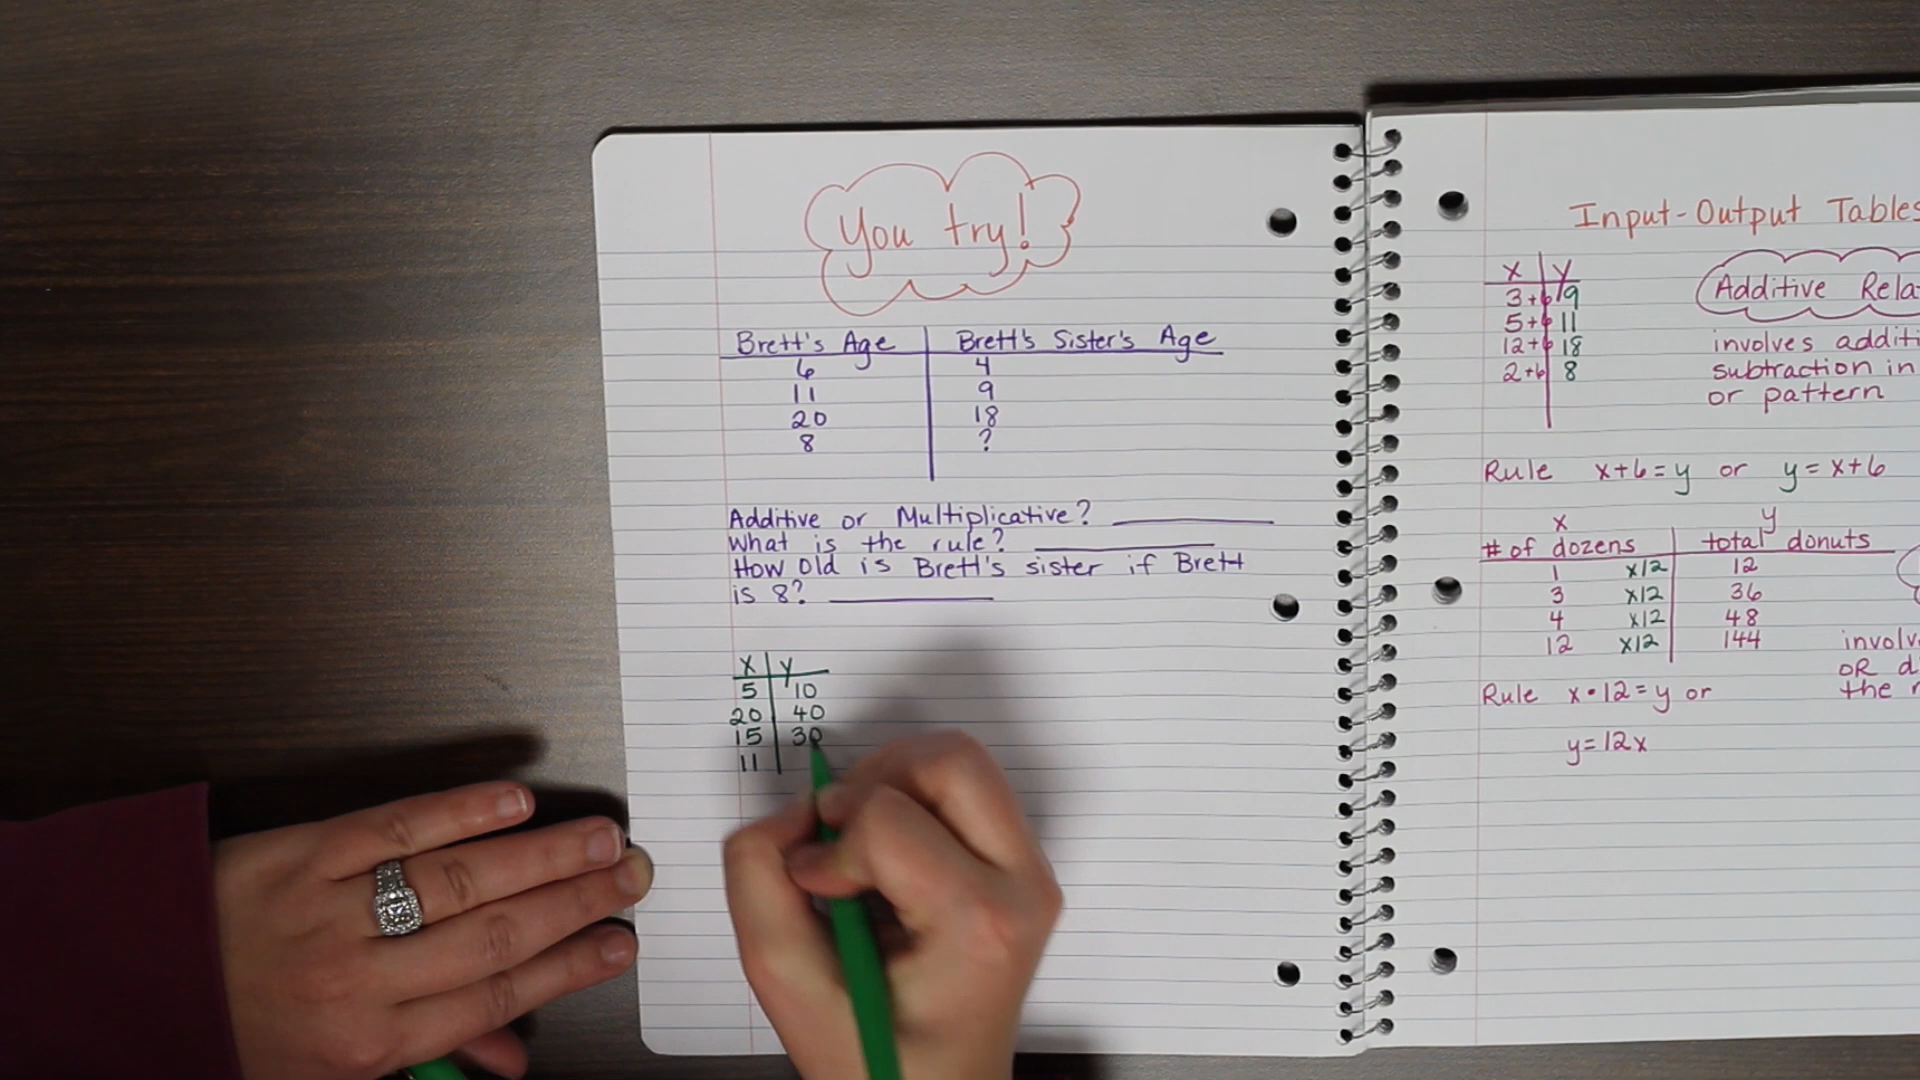 You try!
Brett's Age Brett's Sister's Age
6 4
11 9
20 18
8 ?
Additive or Multiplicative?
What is the rule?
How old is Brett's sister if Brett
is 8?
X Y
5 10
20 40
15 30
11
Input-Output Tables
X Y
3+6 9
5+6 11
12+6 18
2+6 8
Additive
involves
subtraction in
or pattern
Rule x+6=y or y=x+6
x y
# of dozens total donuts
1 x12 12
3 x12 36
4 x12 48
12 x12 144
OR
the
Rule x•12=y or
y=12x